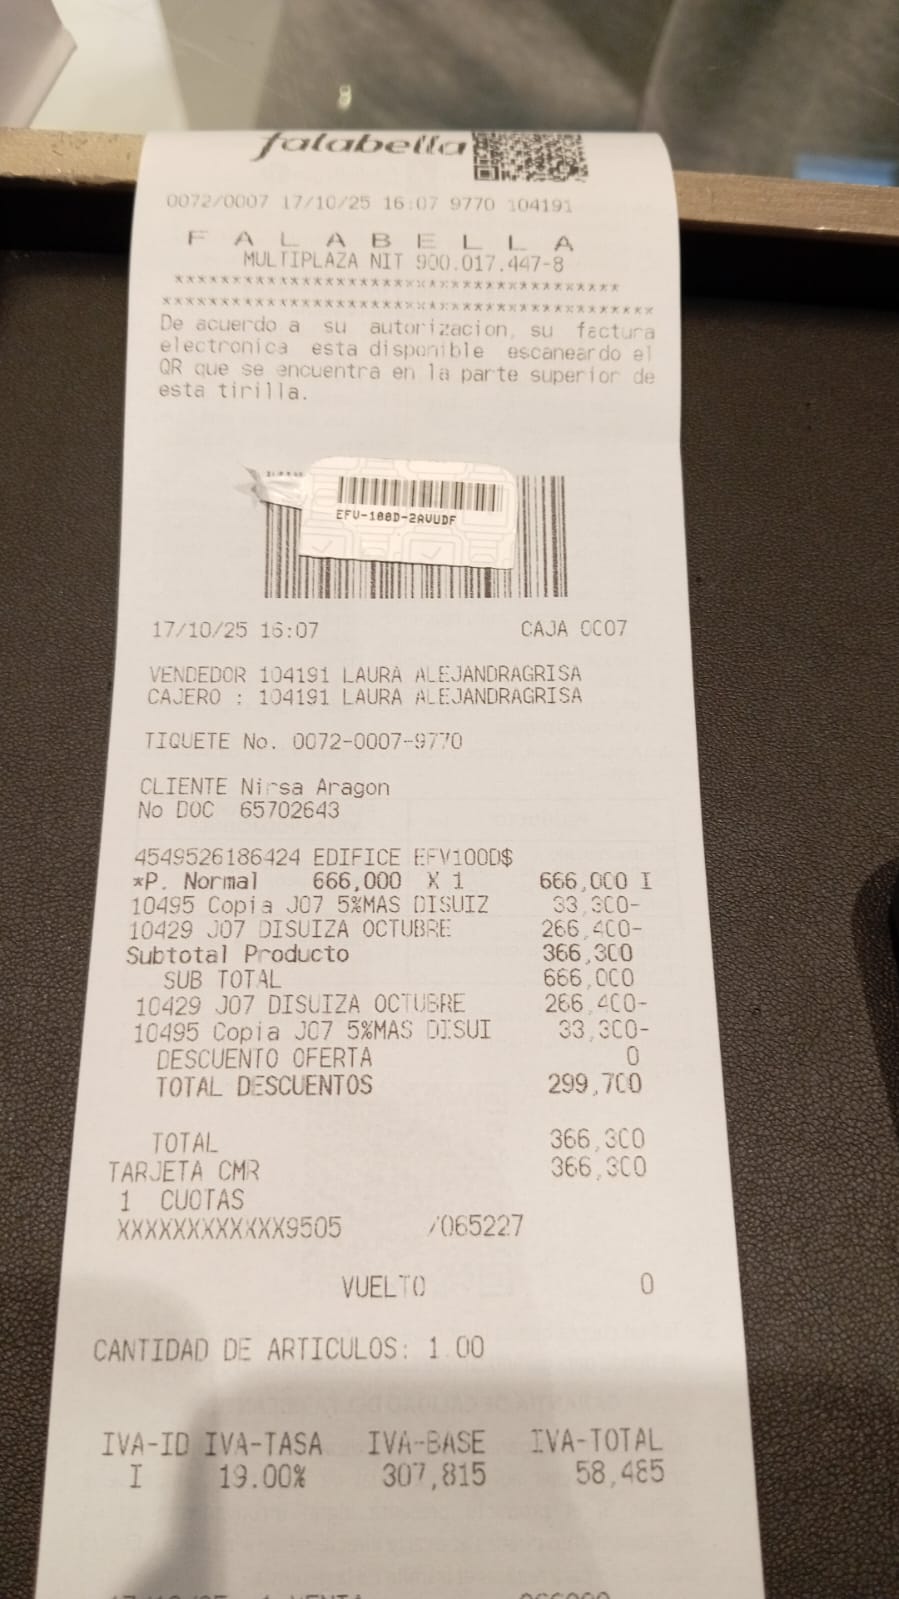 falabella
0072/0007 17/10/25 16:07 9770 104191
F A L A B E L L A
MULTIPLAZA NIT 900.017.447-8
****************************************
*******************************************
De acuerdo a su autorizacion, su factura
electronica esta disponible escaneardo el
QR que se encuentra en la parte superior de
esta tirilla.
EFV-100D-2AVUDF
17/10/25 16:07 CAJA 0007
VENDEDOR 104191 LAURA ALEJANDRAGRISA
CAJERO : 104191 LAURA ALEJANDRAGRISA
TIQUETE No. 0072-0007-9770
CLIENTE Nirsa Aragon
No DOC 65702643
4549526186424 EDIFICE EFV100D$
*P. Normal 666,000 X 1 666,000 I
10495 Copia J07 5%MAS DISUIZ 33,300-
10429 J07 DISUIZA OCTUBRE 266,400-
Subtotal Producto 366,300
SUB TOTAL 666,000
10429 J07 DISUIZA OCTUBRE 266,400-
10495 Copia J07 5%MAS DISUI 33,300-
DESCUENTO OFERTA 0
TOTAL DESCUENTOS 299,700
TOTAL 366,300
TARJETA CMR 366,300
1 CUOTAS
XXXXXXXXXXXX9505 /065227
VUELTO 0
CANTIDAD DE ARTICULOS: 1.00
IVA-ID IVA-TASA IVA-BASE IVA-TOTAL
I 19.00% 307,815 58,485